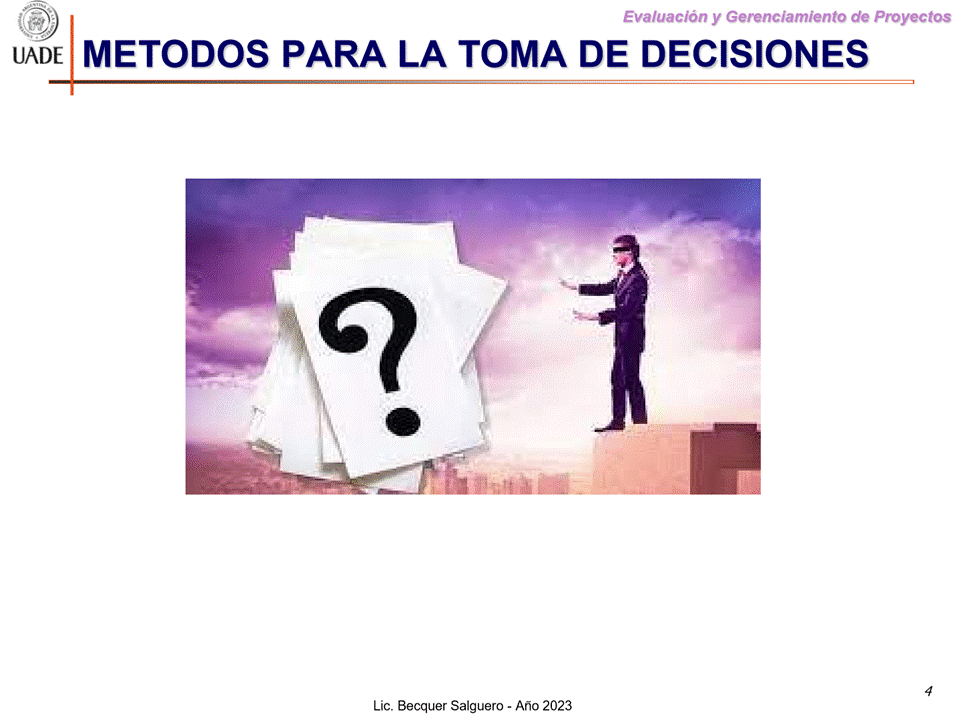 Evaluación y Gerenciamiento de Proyectos
UADE
METODOS PARA LA TOMA DE DECISIONES
?
4
Lic. Becquer Salguero - Año 2023